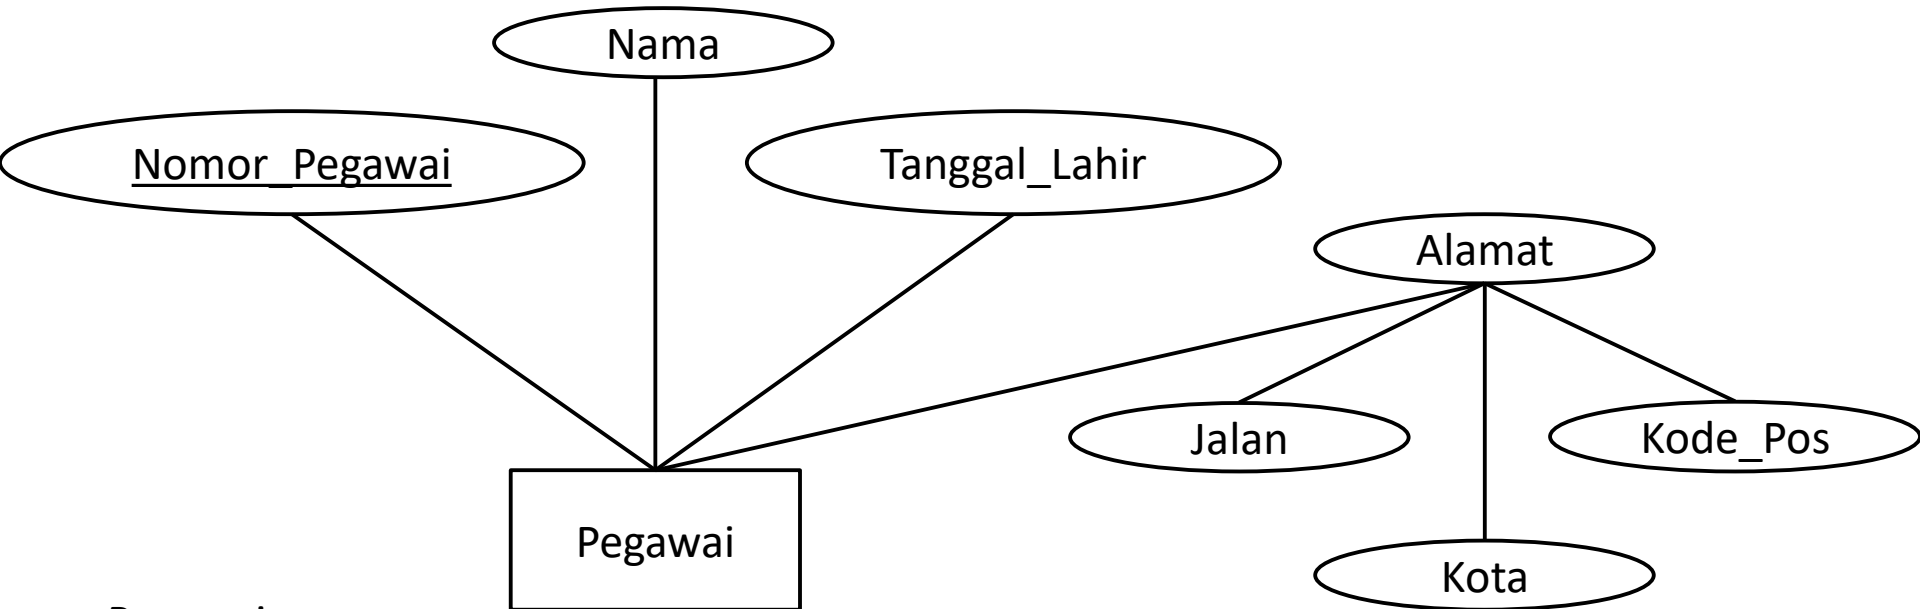 Nama
Nomor_Pegawai
Tanggal_Lahir
Alamat
Jalan
Kode_Pos
Pegawai
Kota